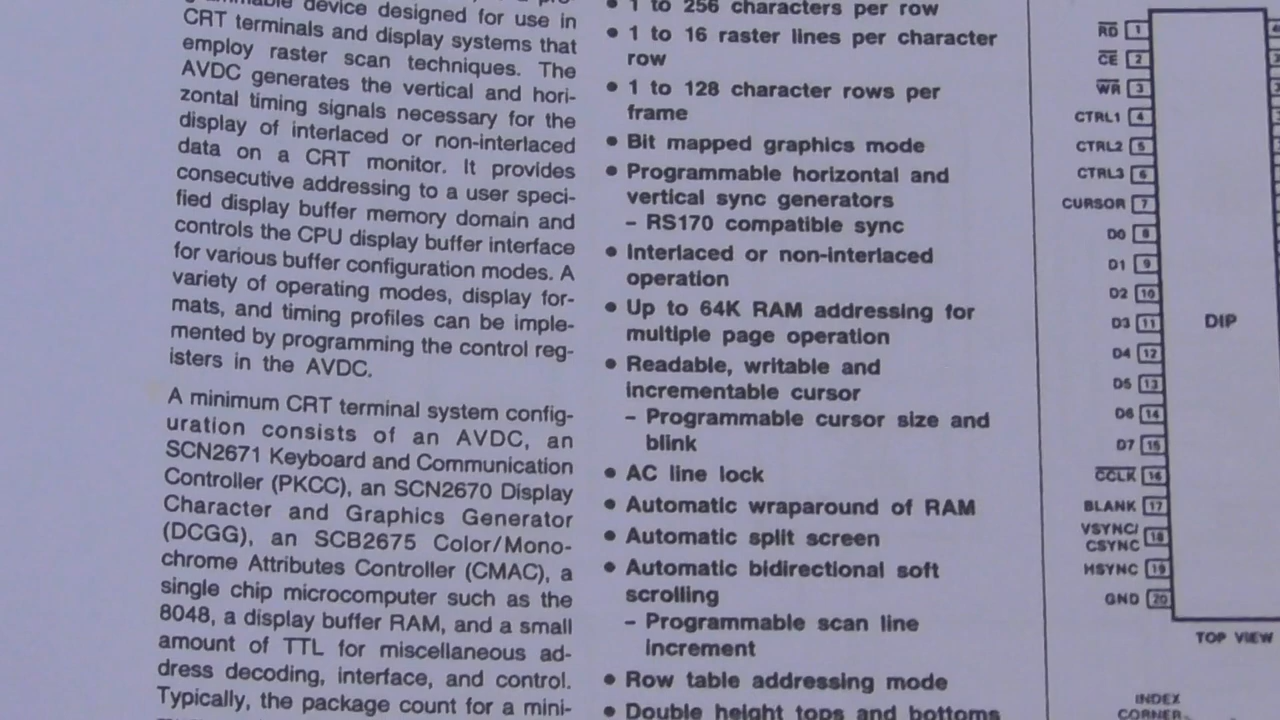 device designed for use in
CRT terminals and display systems that
employ raster scan techniques. The
AVDC generates the vertical and hori-
zontal timing signals necessary for the
display of interlaced or non-interlaced
data on a CRT monitor. It provides
consecutive addressing to a user speci-
fied display buffer memory domain and
controls the CPU display buffer interface
for various buffer configuration modes. A
variety of operating modes, display for-
mats, and timing profiles can be imple-
mented by programming the control reg-
isters in the AVDC.
A minimum CRT terminal system config-
uration consists of an AVDC, an
SCN2671 Keyboard and Communication
Controller (PKCC), an SCN2670 Display
Character and Graphics Generator
(DCGG), an SCB2675 Color/Mono-
chrome Attributes Controller (CMAC), a
single chip microcomputer such as the
8048, a display buffer RAM, and a small
amount of TTL for miscellaneous ad-
dress decoding, interface, and control.
Typically, the package count for a mini-
• 1 to 256 characters per row
• 1 to 16 raster lines per character
row
• 1 to 128 character rows per
frame
• Bit mapped graphics mode
• Programmable horizontal and
vertical sync generators
– RS170 compatible sync
• Interlaced or non-interlaced
operation
• Up to 64K RAM addressing for
multiple page operation
• Readable, writable and
incrementable cursor
– Programmable cursor size and
blink
• AC line lock
• Automatic wraparound of RAM
• Automatic split screen
• Automatic bidirectional soft
scrolling
– Programmable scan line
increment
• Row table addressing mode
• Double height tops and bottoms
RD 1
CE 2
WR 3
CTRL1 4
CTRL2 5
CTRL3 6
CURSOR 7
D0 8
D1 9
D2 10
D3 11
D4 12
D5 13
D6 14
D7 15
CCLK 16
BLANK 17
VSYNC/
CSYNC 18
HSYNC 19
GND 20
DIP
TOP VIEW
INDEX
CORNER